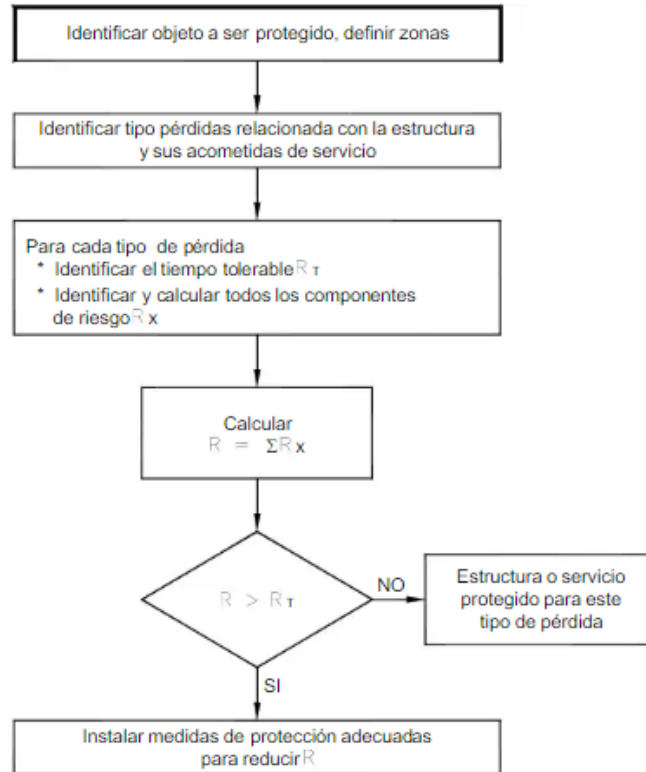 Identificar objeto a ser protegido, definir zonas
Identificar tipo pérdidas relacionada con la estructura
y sus acometidas de servicio
Para cada tipo de pérdida
* Identificar el tiempo tolerable R T
* Identificar y calcular todos los componentes
de riesgo R x
Calcular
R = ΣR x
R > R T
NO
Estructura o servicio
protegido para este
tipo de pérdida
SI
Instalar medidas de protección adecuadas
para reducir R